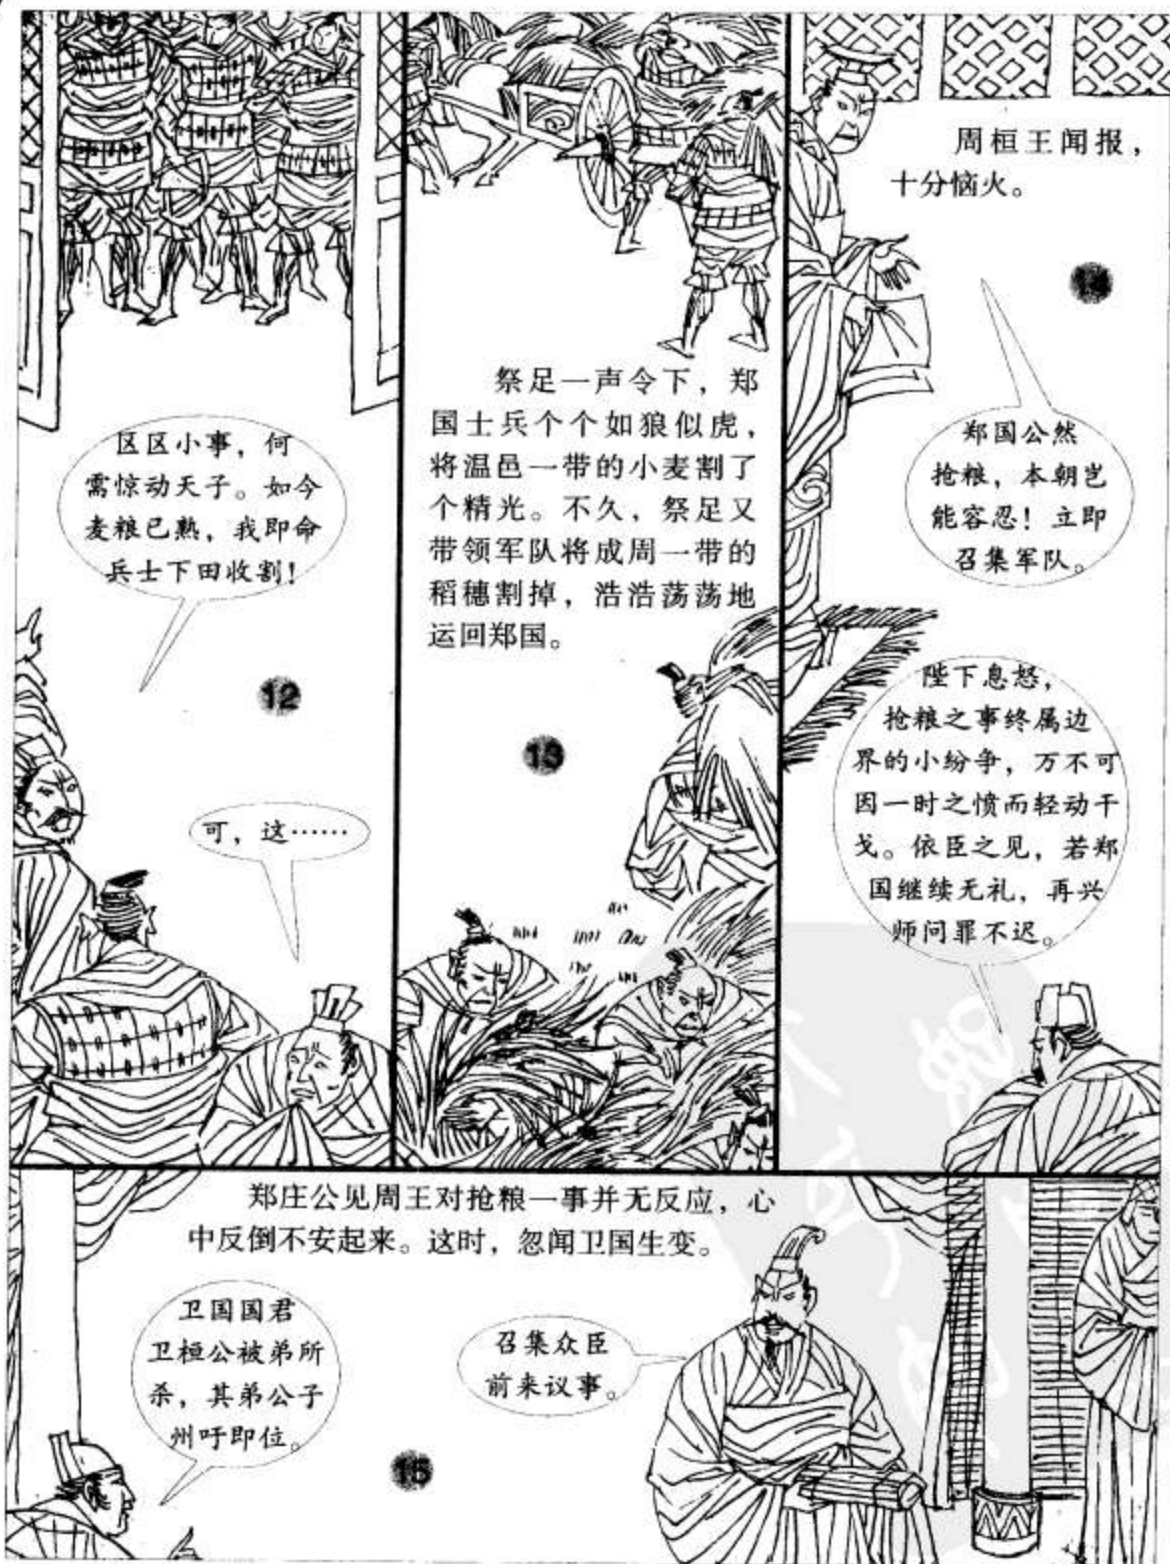 区区小事，何
需惊动天子。如今
麦粮已熟，我即命
兵士下田收割！
12
可，这……
祭足一声令下，郑
国士兵个个如狼似虎，
将温邑一带的小麦割了
个精光。不久，祭足又
带领军队将成周一带的
稻穗割掉，浩浩荡荡地
运回郑国。
13
周桓王闻报，
十分恼火。
14
郑国公然
抢粮，本朝岂
能容忍！立即
召集军队。
陛下息怒，
抢粮之事终属边
界的小纷争，万不可
因一时之愤而轻动干
戈。依臣之见，若郑
国继续无礼，再兴
师问罪不迟。
郑庄公见周王对抢粮一事并无反应，心
中反倒不安起来。这时，忽闻卫国生变。
卫国国君
卫桓公被弟所
杀，其弟公子
州吁即位。
召集众臣
前来议事。
15